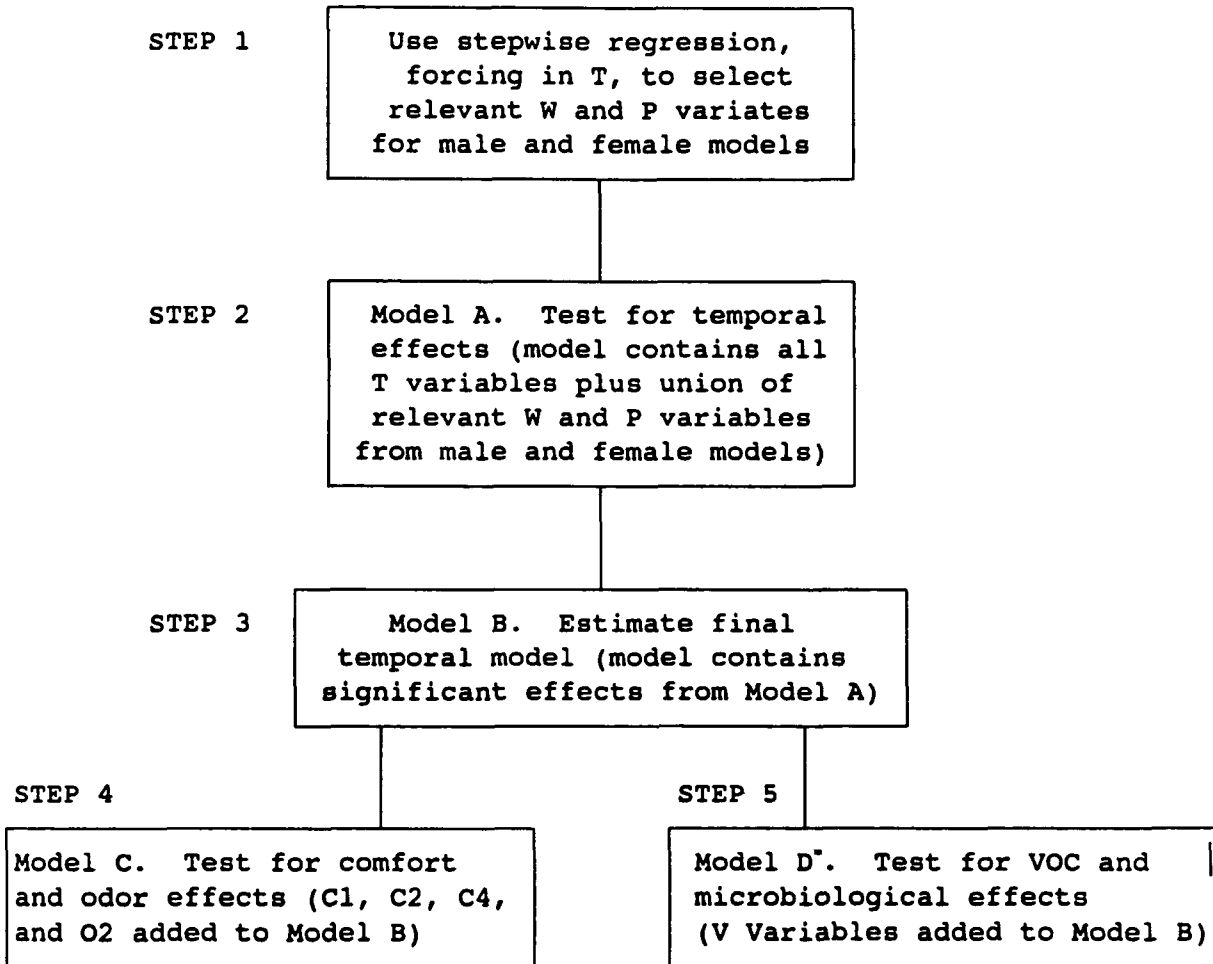 STEP 1
Use stepwise regression,
forcing in T, to select
relevant W and P variates
for male and female models
STEP 2
Model A. Test for temporal
effects (model contains all
T variables plus union of
relevant W and P variables
from male and female models)
STEP 3
Model B. Estimate final
temporal model (model contains
significant effects from Model A)
STEP 4
Model C. Test for comfort
and odor effects (C1, C2, C4,
and O2 added to Model B)
STEP 5
Model D. Test for VOC and
microbiological effects
(V Variables added to Model B)